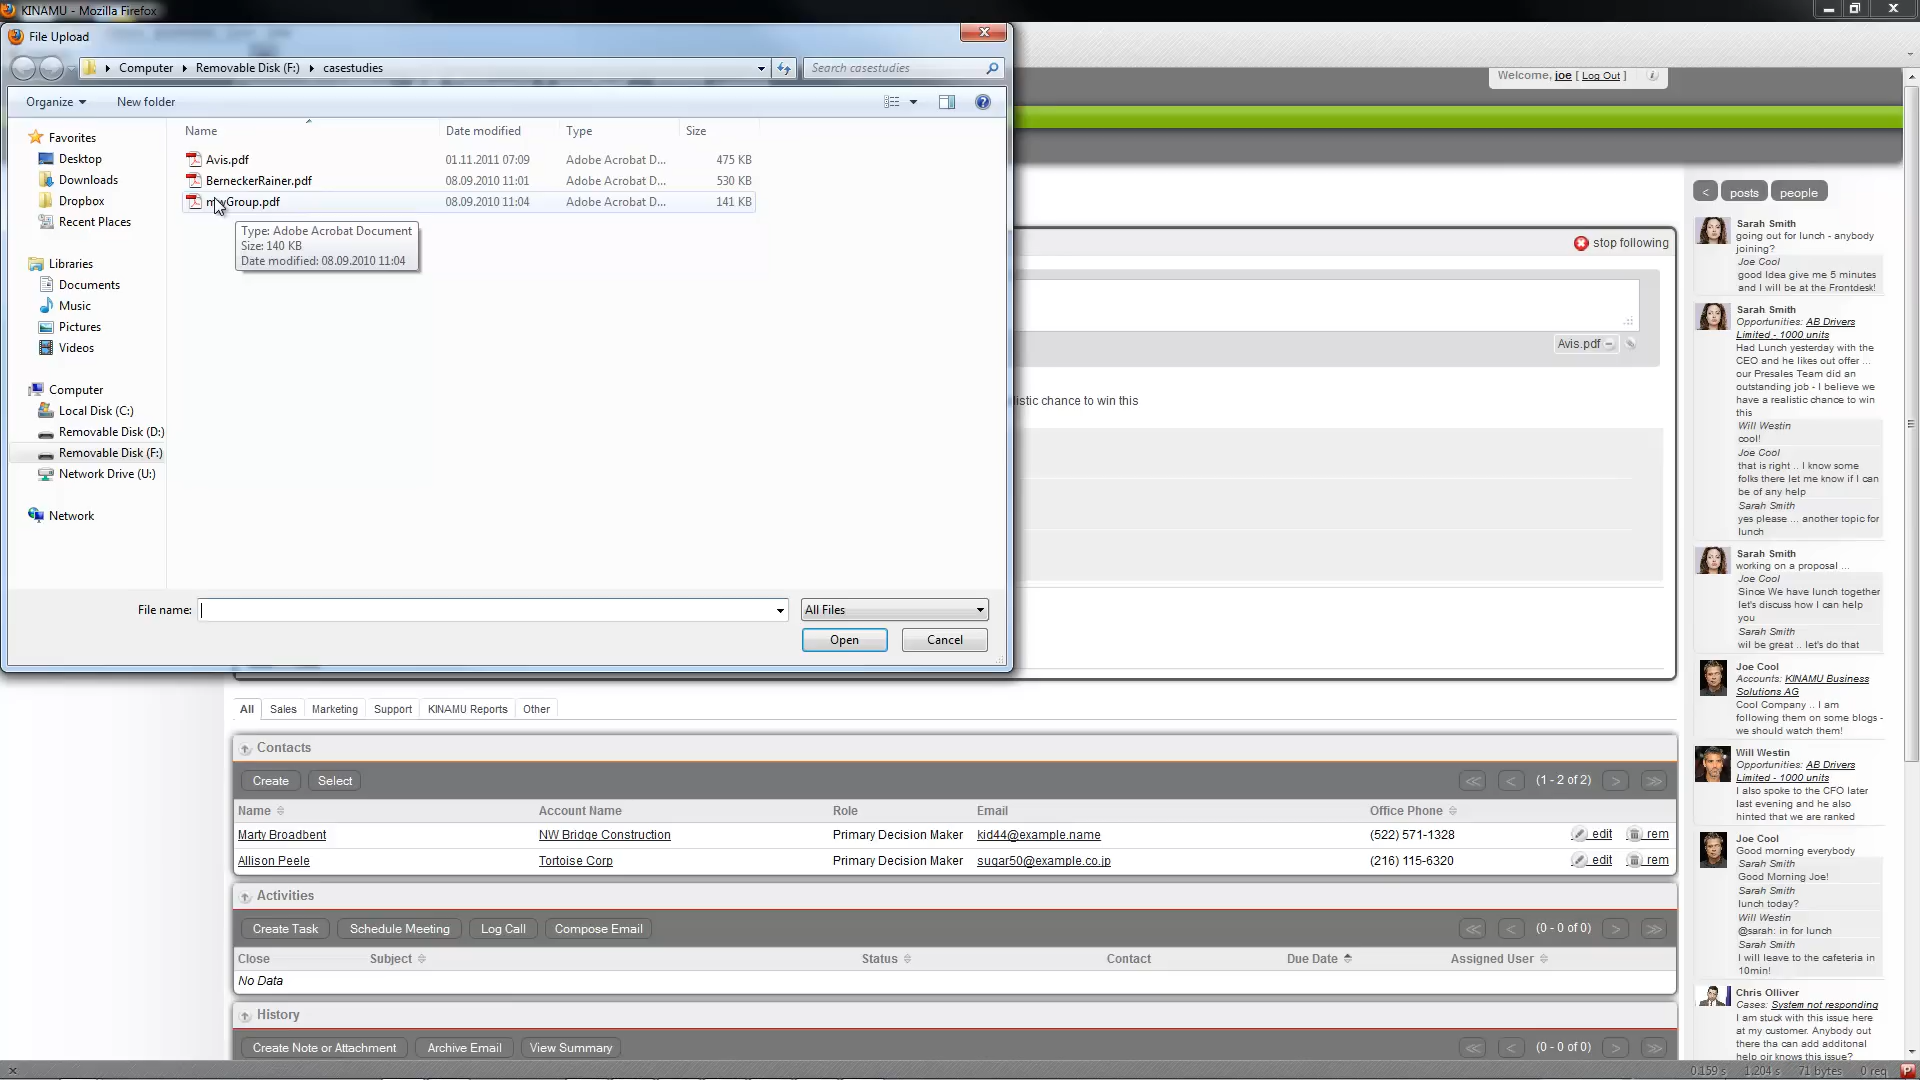 KINAMU - Mozilla Firefox
File Upload
Computer Removable Disk (F:) casestudies
Search casestudies
Organize New folder
Name Date modified Type Size
Avis.pdf 01.11.2011 07:09 Adobe Acrobat D... 475 KB
BerneckerRainer.pdf 08.09.2010 11:01 Adobe Acrobat D... 530 KB
Group.pdf 08.09.2010 11:04 Adobe Acrobat D... 141 KB
Type: Adobe Acrobat Document
Size: 140 KB
Date modified: 08.09.2010 11:04
Favorites
Desktop
Downloads
Dropbox
Recent Places
Libraries
Documents
Music
Pictures
Videos
Computer
Local Disk (C:)
Removable Disk (D:)
Removable Disk (F:)
Network Drive (U:)
Network
File name:
All Files
Open Cancel
Welcome, joe [ Log Out ]
stop following
Avis.pdf
listic chance to win this
All Sales Marketing Support KINAMU Reports Other
Contacts
Create Select (1 - 2 of 2)
Name Account Name Role Email Office Phone
Marty Broadbent NW Bridge Construction Primary Decision Maker kid44@example.name (522) 571-1328 edit rem
Allison Peele Tortoise Corp Primary Decision Maker sugar50@example.co.jp (216) 115-6320 edit rem
Activities
Create Task Schedule Meeting Log Call Compose Email (0 - 0 of 0)
Close Subject Status Contact Due Date Assigned User
No Data
History
Create Note or Attachment Archive Email View Summary (0 - 0 of 0)
< posts people
Sarah Smith
going out for lunch - anybody
joining?
Joe Cool
good Idea give me 5 minutes
and I will be at the Frontdesk!
Sarah Smith
Opportunities: AB Drivers
Limited - 1000 units
Had Lunch yesterday with the
CEO and he likes out offer ...
our Presales Team did an
outstanding job - I believe we
have a realistic chance to win
this
Will Westin
cool!
Joe Cool
that is right .. I know some
folks there let me know if I can
be of any help
Sarah Smith
yes please ... another topic for
lunch
Sarah Smith
working on a proposal ...
Joe Cool
Since We have lunch together
let's discuss how I can help
you
Sarah Smith
wil be great .. let's do that
Joe Cool
Accounts: KINAMU Business
Solutions AG
Cool Company .. I am
following them on some blogs -
we should watch them!
Will Westin
Opportunities: AB Drivers
Limited - 1000 units
I also spoke to the CFO later
last evening and he also
hinted that we are ranked
Joe Cool
Good morning everybody
Sarah Smith
Good Morning Joe!
Sarah Smith
lunch today?
Will Westin
@sarah: in for lunch
Sarah Smith
I will leave to the cafeteria in
10min!
Chris Olliver
Cases: System not responding
I am stuck with this issue here
at my customer. Anybody out
there tha can add additonal
help oir knows this issue?
0.159 s 1.204 s 71 bytes 0 req